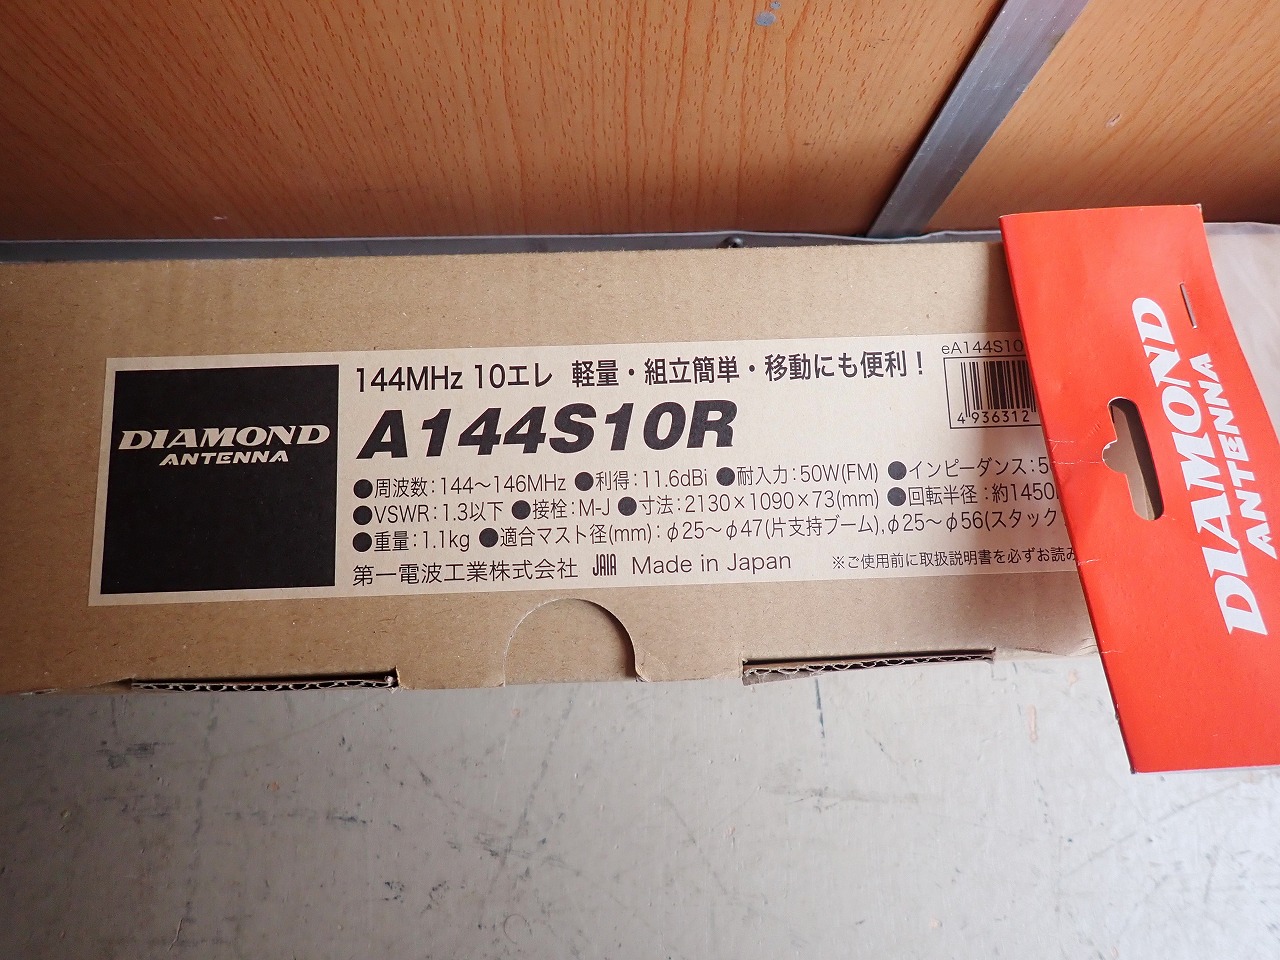 144MHz 10エレ 軽量・組立簡単・移動にも便利！
eA144S10
DIAMOND
ANTENNA
A144S10R
4 936312
●周波数：144～146MHz ●利得：11.6dBi ●耐入力：50W(FM) ●インピーダンス：5
●VSWR：1.3以下 ●接栓：M-J ●寸法：2130×1090×73(mm) ●回転半径：約1450
●重量：1.1kg ●適合マスト径(mm)：φ25～φ47(片支持ブーム),φ25～φ56(スタック
第一電波工業株式会社 JAIA Made in Japan ※ご使用前に取扱説明書を必ずお読み
DIAMOND
ANTENNA